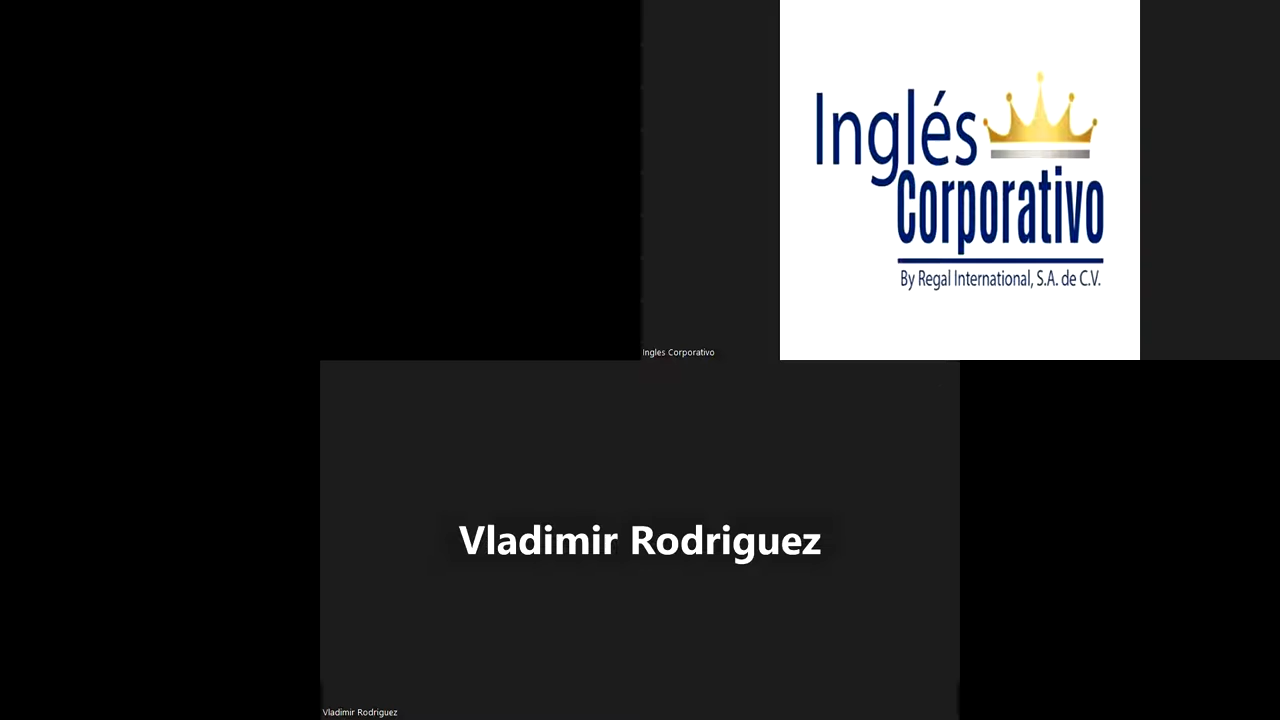 Inglés
Corporativo
By Regal International, S.A. de C.V.
Ingles Corporativo
Vladimir Rodriguez
Vladimir Rodriguez